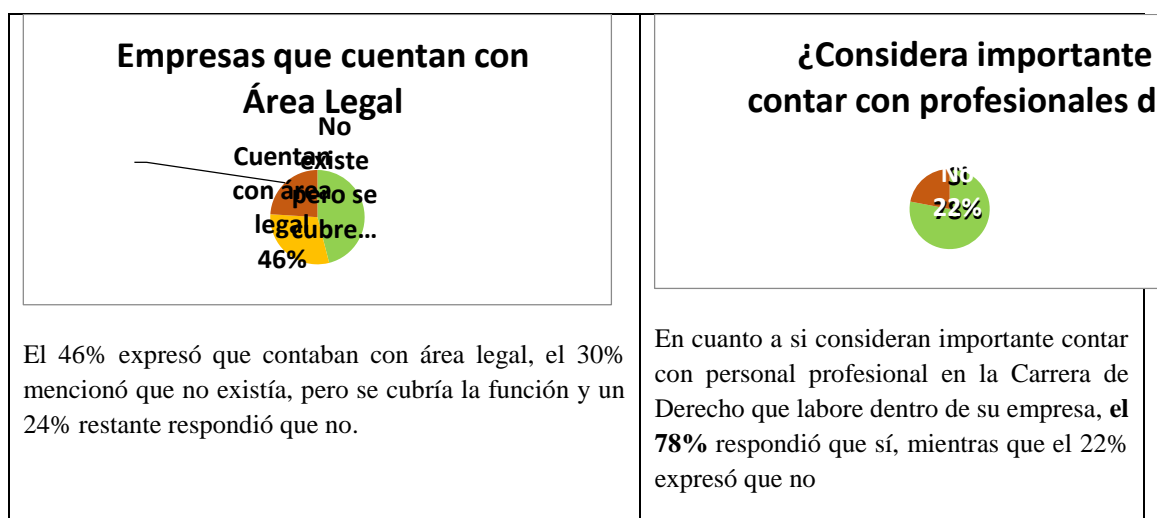 Empresas que cuentan con
Área Legal
No
existe
pero se
cubre...
Cuentan
con área
legal
46%
El 46% expresó que contaban con área legal, el 30%
mencionó que no existía, pero se cubría la función y un
24% restante respondió que no.
¿Considera importante
contar con profesionales d
Si
78%
No
22%
En cuanto a si consideran importante contar
con personal profesional en la Carrera de
Derecho que labore dentro de su empresa, el
78% respondió que sí, mientras que el 22%
expresó que no